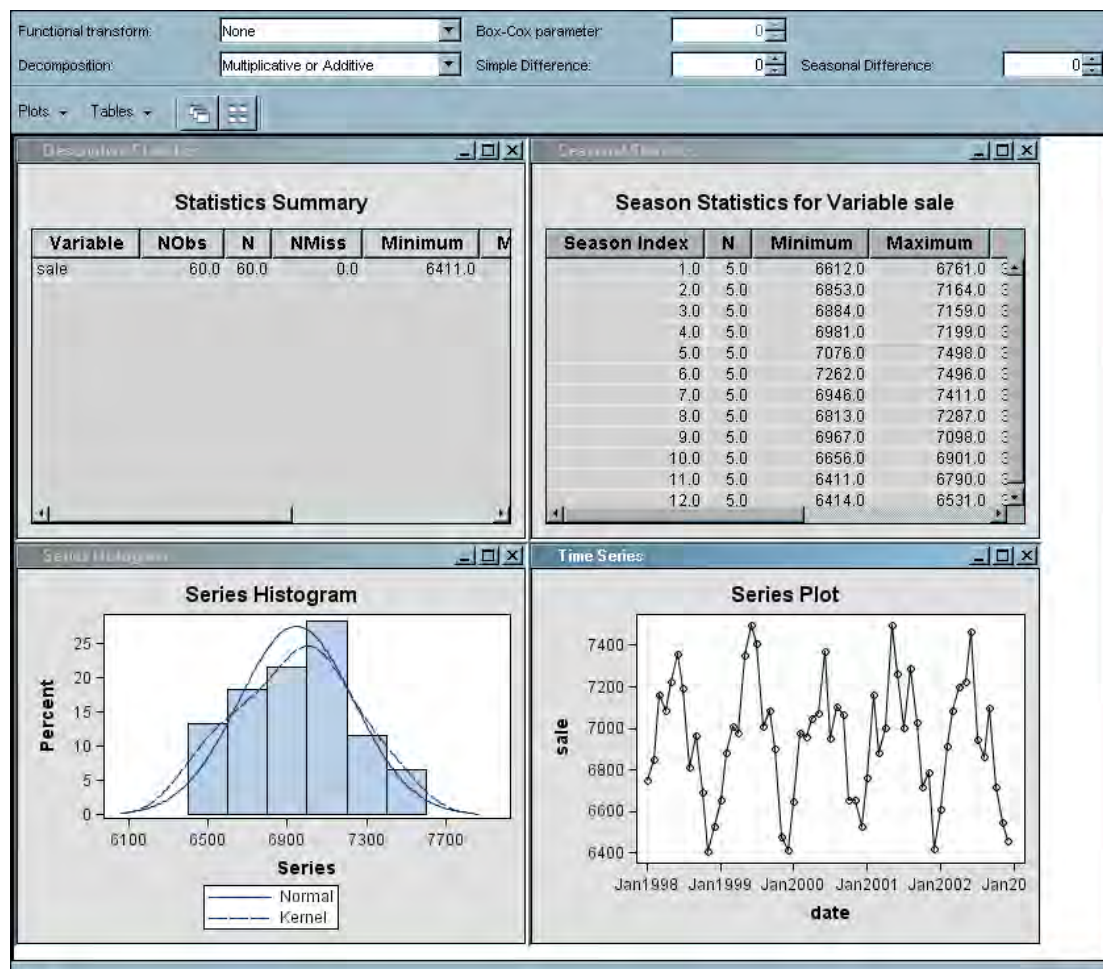 Functional transform: None Box-Cox parameter: 0
Decomposition: Multiplicative or Additive Simple Difference: 0 Seasonal Difference: 0
Plots Tables
Statistics Summary
Variable NObs N NMiss Minimum M
sale 60.0 60.0 0.0 6411.0
Season Statistics for Variable sale
Season Index N Minimum Maximum
1.0 5.0 6612.0 6761.0
2.0 5.0 6853.0 7164.0
3.0 5.0 6884.0 7159.0
4.0 5.0 6981.0 7199.0
5.0 5.0 7076.0 7498.0
6.0 5.0 7262.0 7496.0
7.0 5.0 6946.0 7411.0
8.0 5.0 6813.0 7287.0
9.0 5.0 6967.0 7098.0
10.0 5.0 6656.0 6901.0
11.0 5.0 6411.0 6790.0
12.0 5.0 6414.0 6531.0
Series Histogram
Series Histogram
25
20
15
10
5
0
Percent
6100 6500 6900 7300 7700
Series
Normal
Kernel
Time Series
Series Plot
7400
7200
7000
6800
6600
6400
sale
Jan1998 Jan1999 Jan2000 Jan2001 Jan2002 Jan20
date